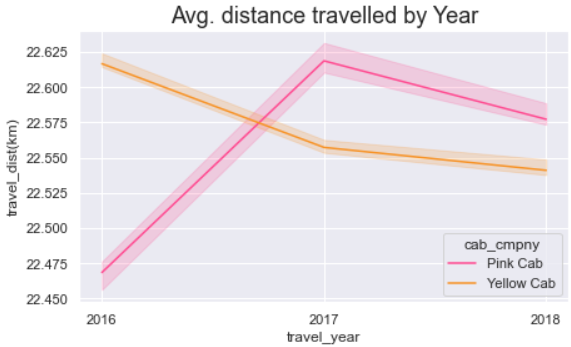 Avg. distance travelled by Year
travel_dist(km)
22.625
22.600
22.575
22.550
22.525
22.500
22.475
22.450
cab_cmpny
Pink Cab
Yellow Cab
2016
2017
2018
travel_year